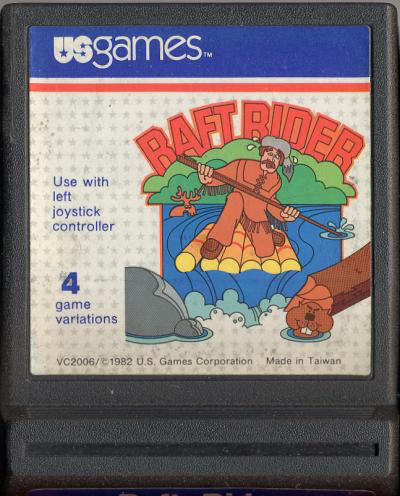 USgames™
RAFT RIDER
Use with
left
joystick
controller
4
game
variations
VC2006/©1982 U.S. Games Corporation Made in Taiwan